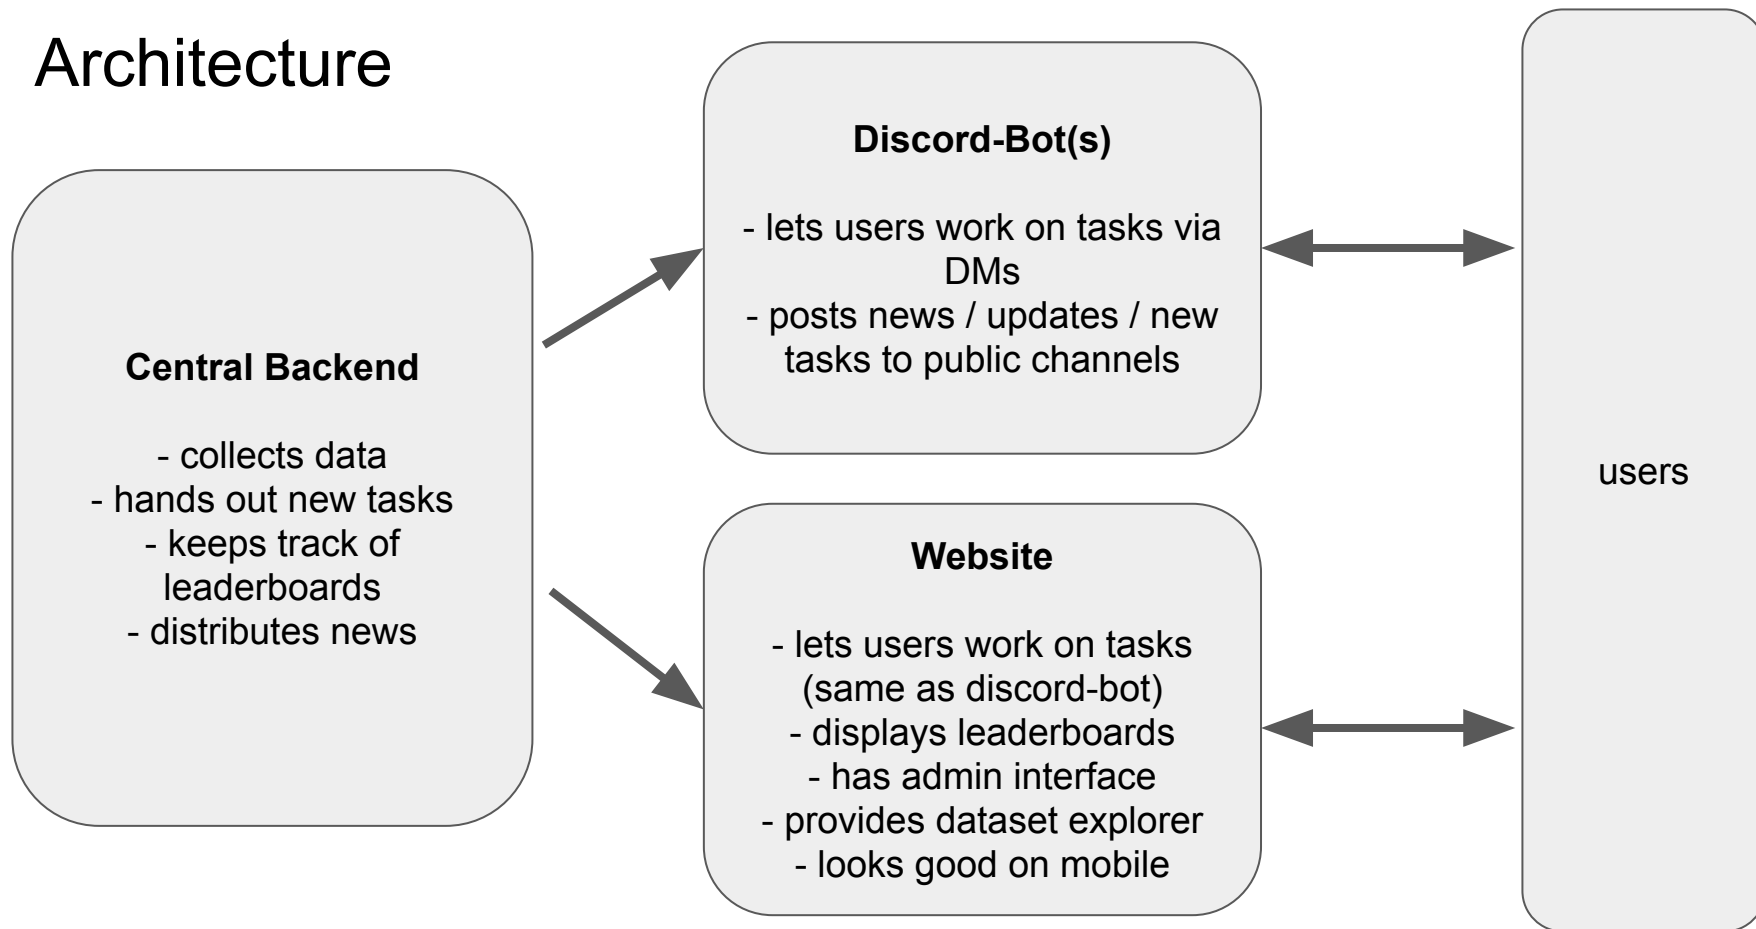 Architecture
Central Backend
- collects data
- hands out new tasks
- keeps track of
leaderboards
- distributes news
Discord-Bot(s)
- lets users work on tasks via
DMs
- posts news / updates / new
tasks to public channels
Website
- lets users work on tasks
(same as discord-bot)
- displays leaderboards
- has admin interface
- provides dataset explorer
- looks good on mobile
users